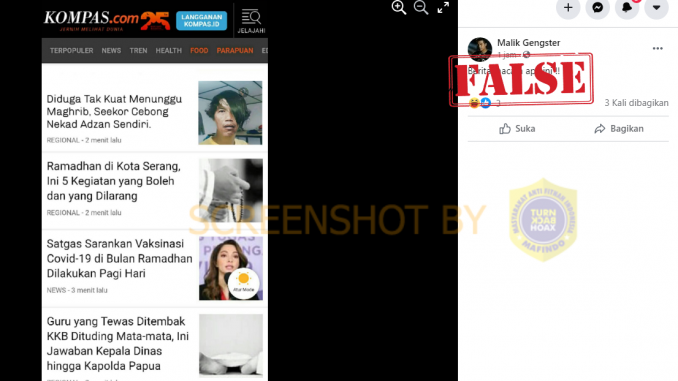 KOMPAS.com 25
JERNIH MELIHAT DUNIA
LANGGANAN
KOMPAS.ID
JELAJAHI
TERPOPULER NEWS TREN HEALTH FOOD PARAPUAN
Diduga Tak Kuat Menunggu
Maghrib, Seekor Cebong
Nekad Adzan Sendiri.
REGIONAL - 2 menit lalu
Ramadhan di Kota Serang,
Ini 5 Kegiatan yang Boleh
dan yang Dilarang
REGIONAL - 2 menit lalu
Satgas Sarankan Vaksinasi
Covid-19 di Bulan Ramadhan
Dilakukan Pagi Hari
NEWS - 3 menit lalu
Atur Mode
Guru yang Tewas Ditembak
KKB Dituding Mata-mata, Ini
Jawaban Kepala Dinas
hingga Kapolda Papua
SCREENSHOT BY
Malik Gengster
1 jam
Berita
FALSE
3
3 Kali dibagikan
Suka
Bagikan
MASYARAKAT ANTI FITNAH INDONESIA
TURN
BACK
HOAX
MAFINDO